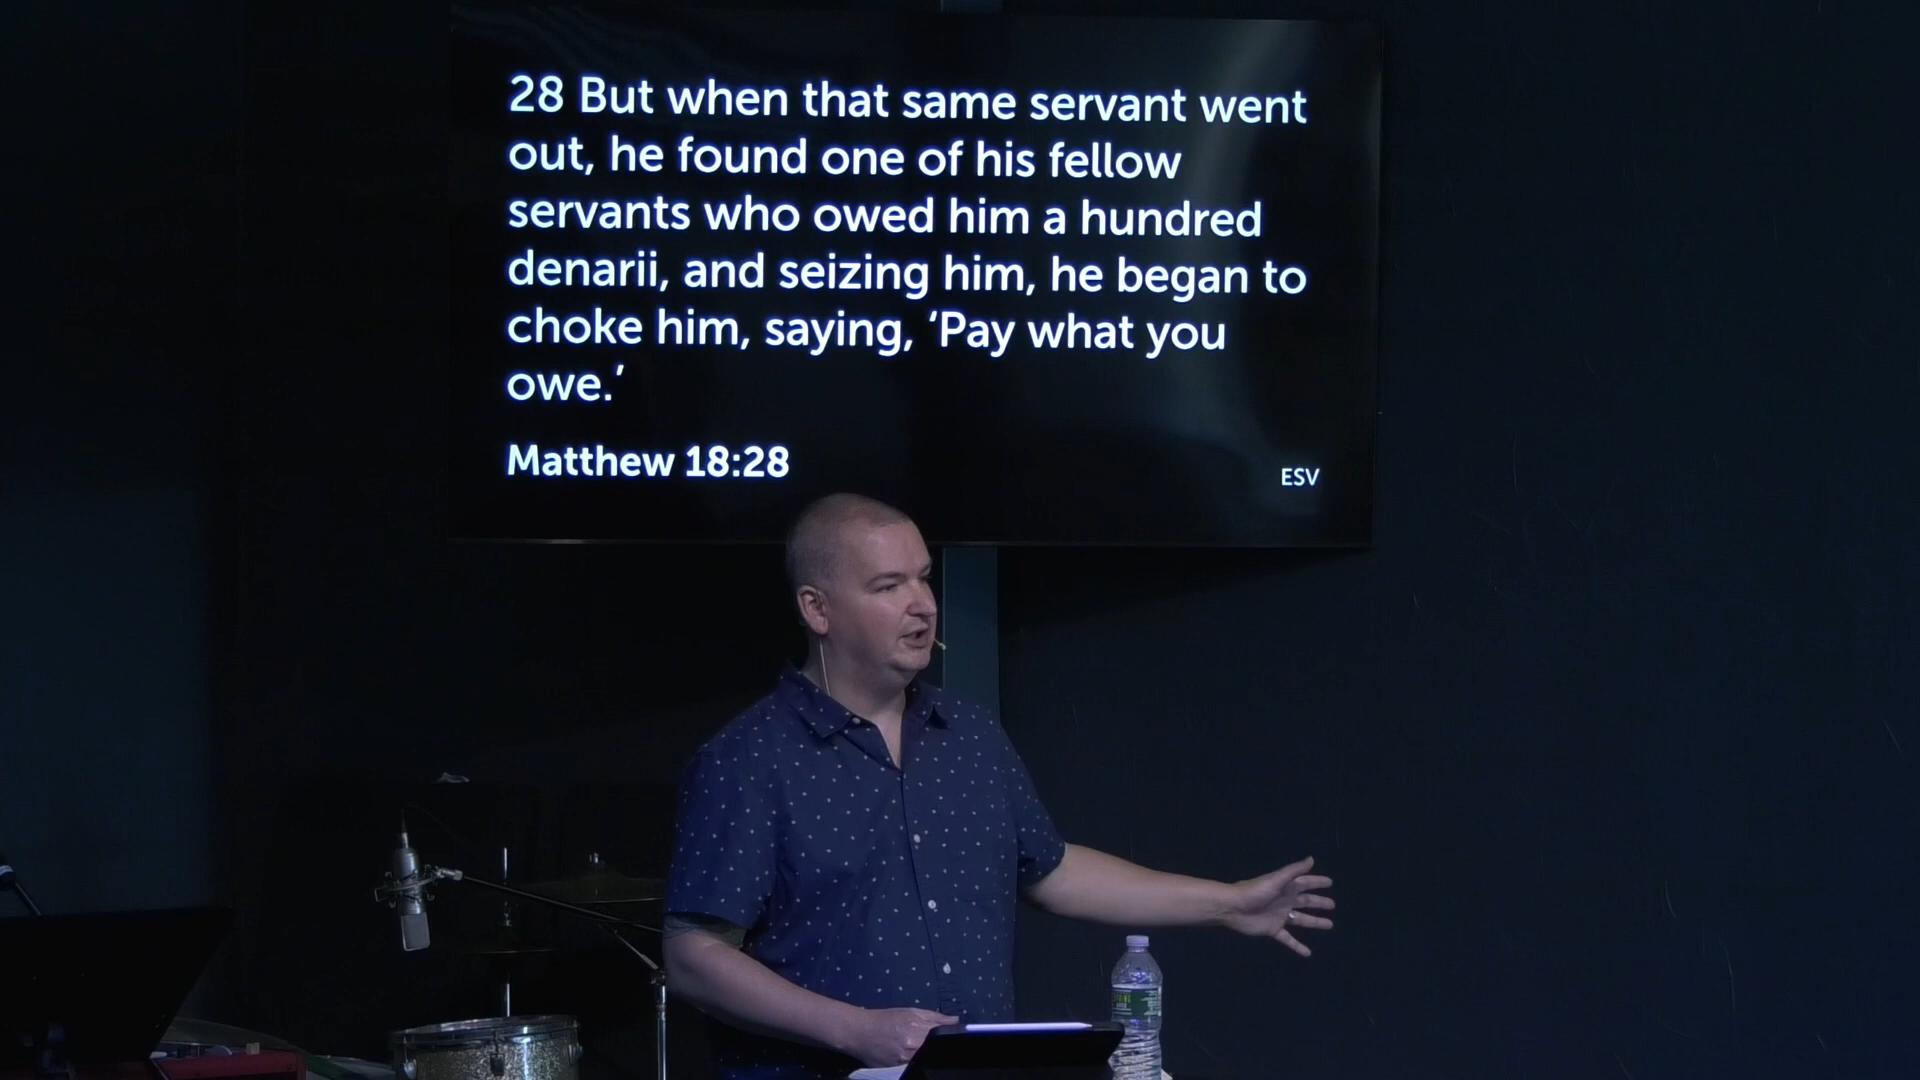 28 But when that same servant went
out, he found one of his fellow
servants who owed him a hundred
denarii, and seizing him, he began to
choke him, saying, ‘Pay what you
owe.’
Matthew 18:28
ESV